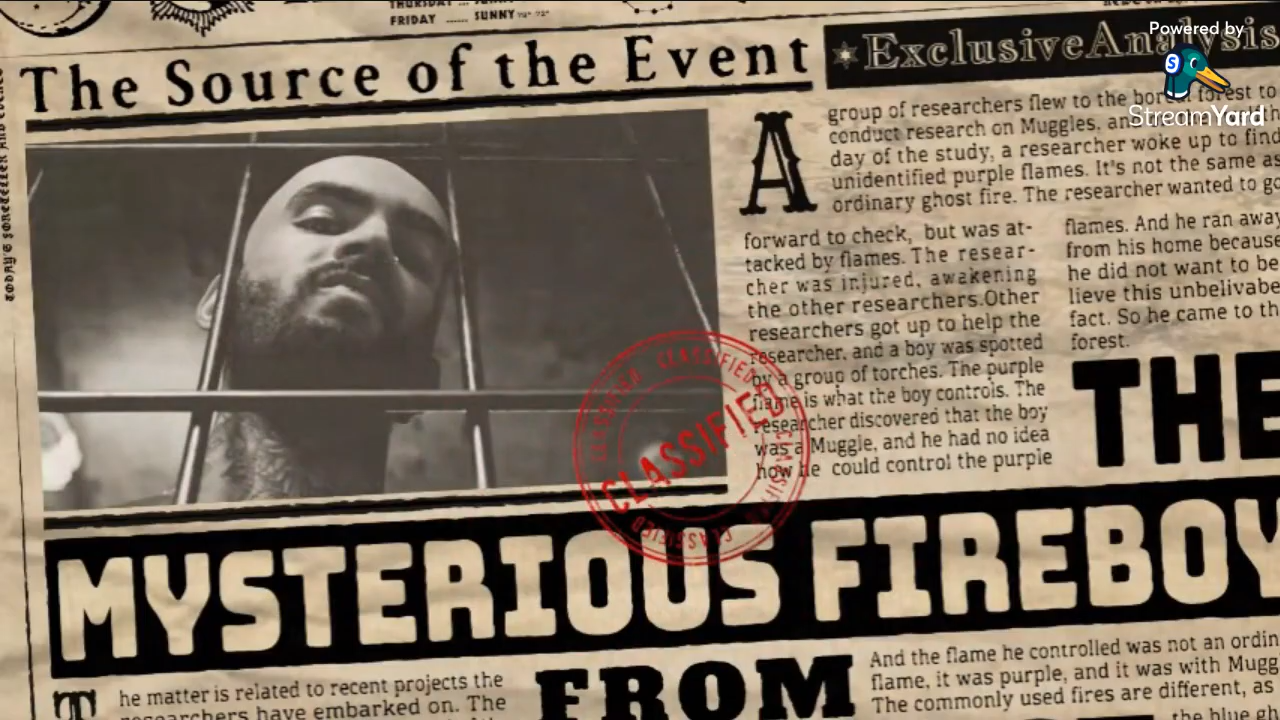 THURSDAY
FRIDAY ...... SUNNY
Powered by
StreamYard
The Source of the Event
Exclusive Analysis
A group of researchers flew to the boreal forest to
conduct research on Muggles, and
day of the study, a researcher woke up to find
unidentified purple flames. It's not the same as
ordinary ghost fire. The researcher wanted to go
forward to check, but was at-
tacked by flames. The resear-
cher was injured, awakening
the other researchers.Other
researchers got up to help the
researcher, and a boy was spotted
by a group of torches. The purple
flame is what the boy controls. The
researcher discovered that the boy
was a Muggle, and he had no idea
how he could control the purple
flames. And he ran away
from his home because
he did not want to be
lieve this unbelivabe
fact. So he came to th
forest.
CLASSIFIED
CLASSIFIED
CLASSIFIED
CLASSIFIED
CLASSIFIED
THE
MYSTERIOUS FIREBOY
FROM
The matter is related to recent projects the
researchers have embarked on. The
And the flame he controlled was not an ordin
flame, it was purple, and it was with Mugg
The commonly used fires are different, as
the blue gh